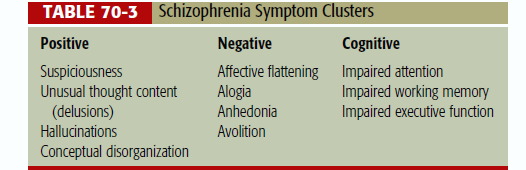 TABLE 70-3 Schizophrenia Symptom Clusters
Positive Negative Cognitive
Suspiciousness Affective flattening Impaired attention
Unusual thought content Alogia Impaired working memory
(delusions) Anhedonia Impaired executive function
Hallucinations Avolition
Conceptual disorganization